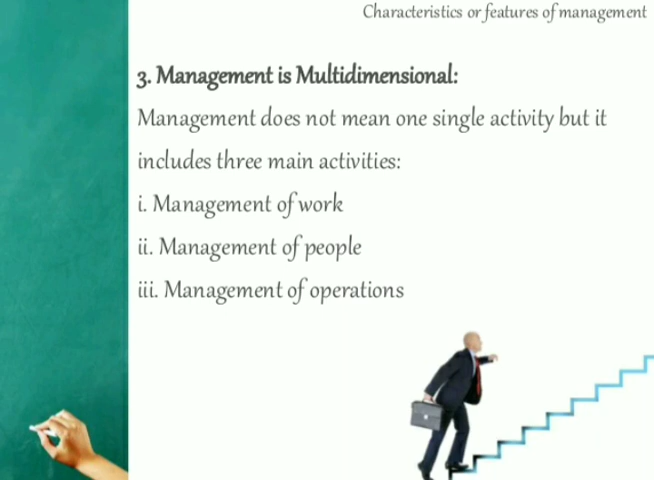 Characteristics or features of management
3. Management is Multidimensional:
Management does not mean one single activity but it
includes three main activities:
i. Management of work
ii. Management of people
iii. Management of operations